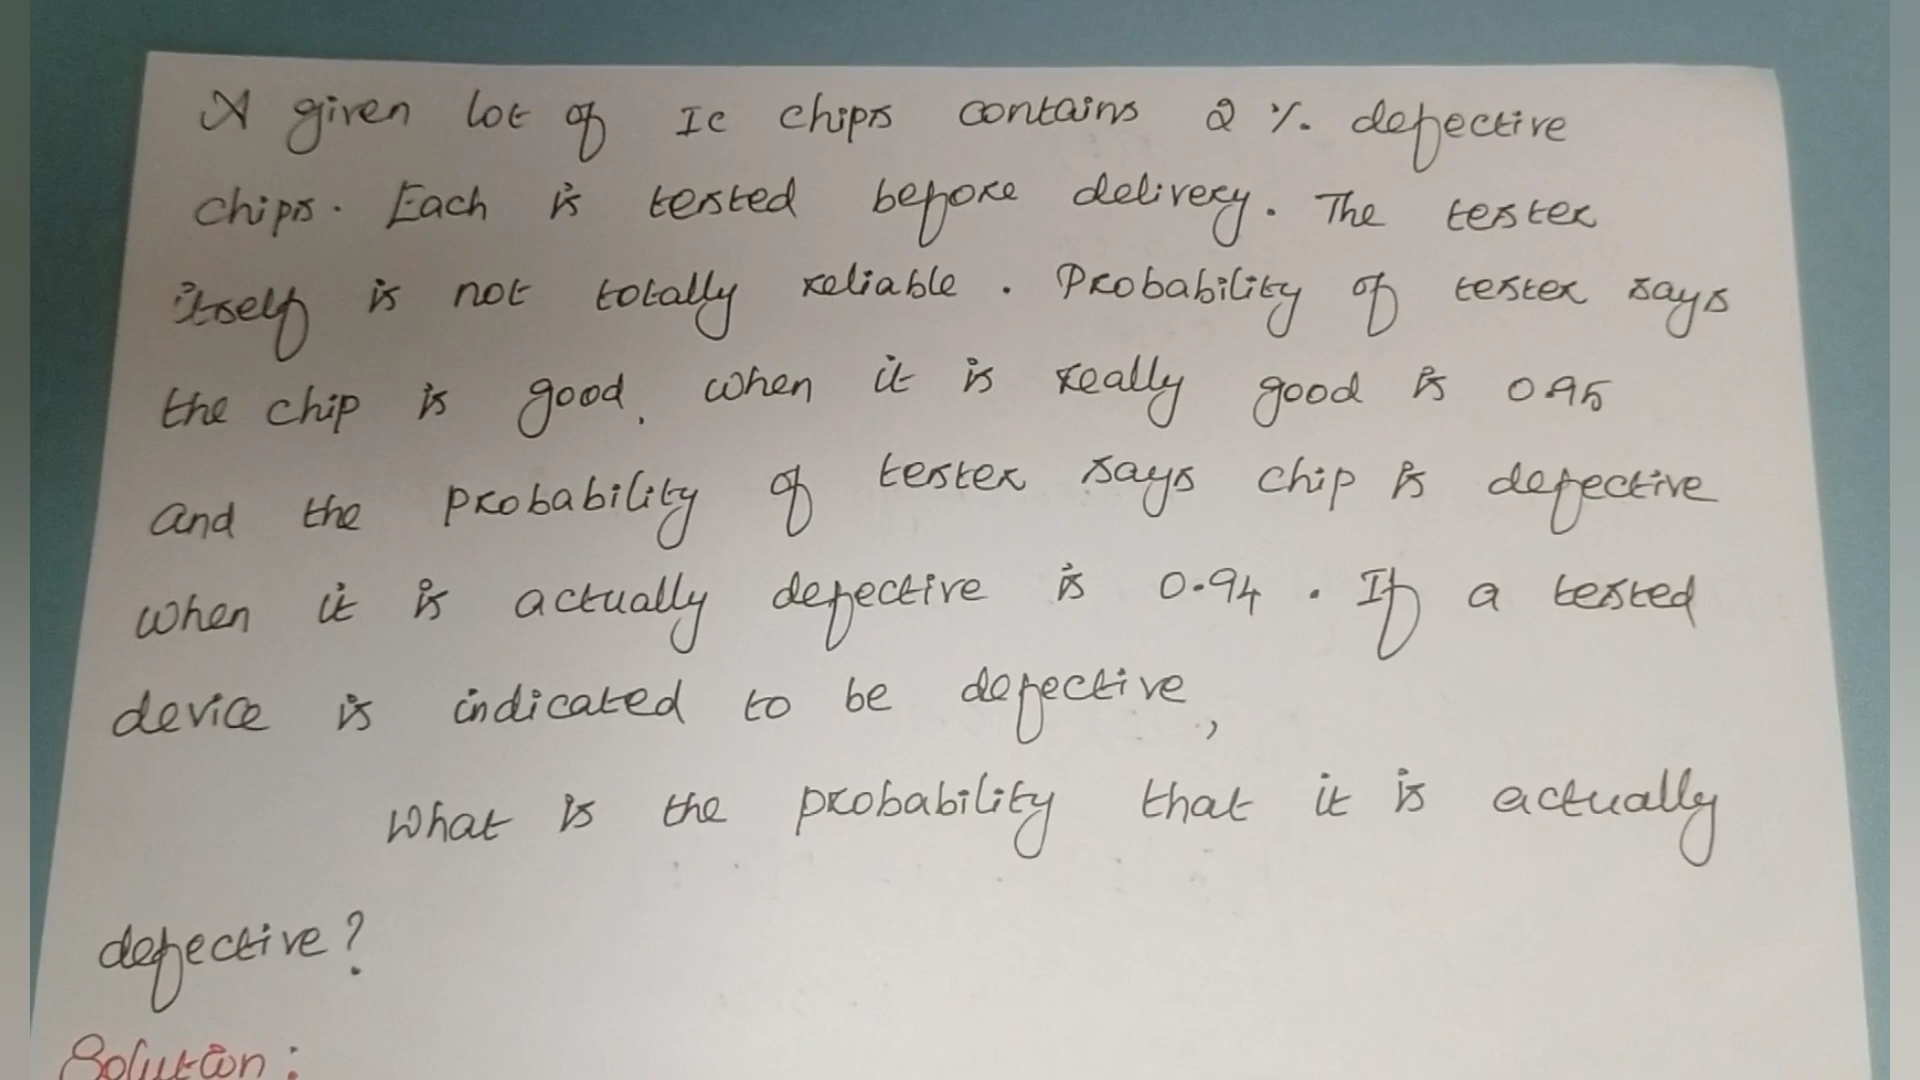 A given lot of Ic chips contains 2 %. defective
chips. Each is tested before delivery. The tester
itself is not totally reliable. Probability of tester says
the chip is good, when it is really good is 0.95
and the probability of tester says chip is defective
when it is actually defective is 0.94. If a tested
device is indicated to be defective,
What is the probability that it is actually
defective?
Solution: